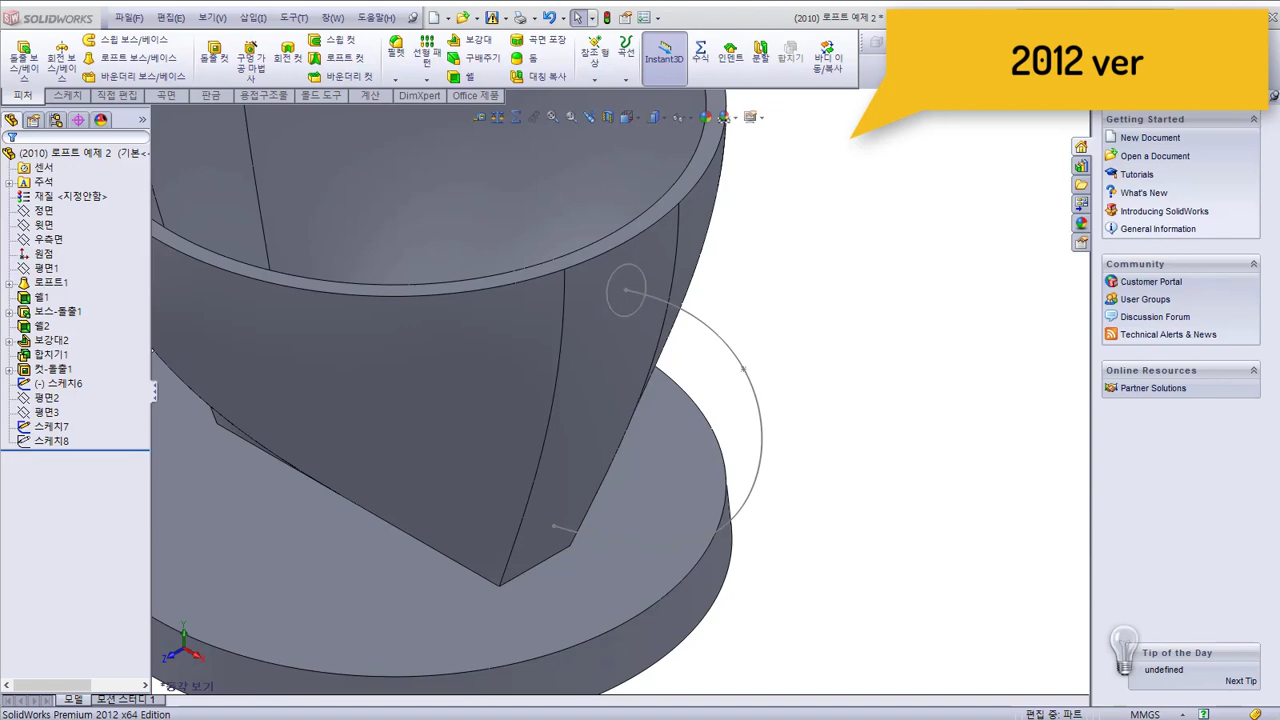 SOLIDWORKS
파일(F) 편집(E) 보기(V) 삽입(I) 도구(T) 창(W) 도움말(H)
(2010) 로프트 예제 2 *
2012 ver
돌출 보스/베이스
회전 보스/베이스
스윕 보스/베이스
로프트 보스/베이스
바운더리 보스/베이스
돌출 컷
구멍 가공 마법사
회전 컷
스윕 컷
로프트 컷
바운더리 컷
필렛
선형 패턴
보강대
구배주기
쉘
곡면 포장
돔
대칭 복사
참조 형상
곡선
Instant3D
수식
인덴트
분할
합치기
바디 이동/복사
피처 스케치 직접 편집 곡면 판금 용접구조물 몰드 도구 계산 DimXpert Office 제품
(2010) 로프트 예제 2 (기본<
센서
주석
재질 <지정안함>
정면
윗면
우측면
원점
평면1
로프트1
쉘1
보스-돌출1
쉘2
보강대2
합치기1
컷-돌출1
(-) 스케치6
평면2
평면3
스케치7
스케치8
Y
Z
X
*등각 보기
Getting Started
New Document
Open a Document
Tutorials
What's New
Introducing SolidWorks
General Information
Community
Customer Portal
User Groups
Discussion Forum
Technical Alerts & News
Online Resources
Partner Solutions
Tip of the Day
undefined
Next Tip
모델 모션 스터디 1
SolidWorks Premium 2012 x64 Edition
편집 중: 파트
MMGS